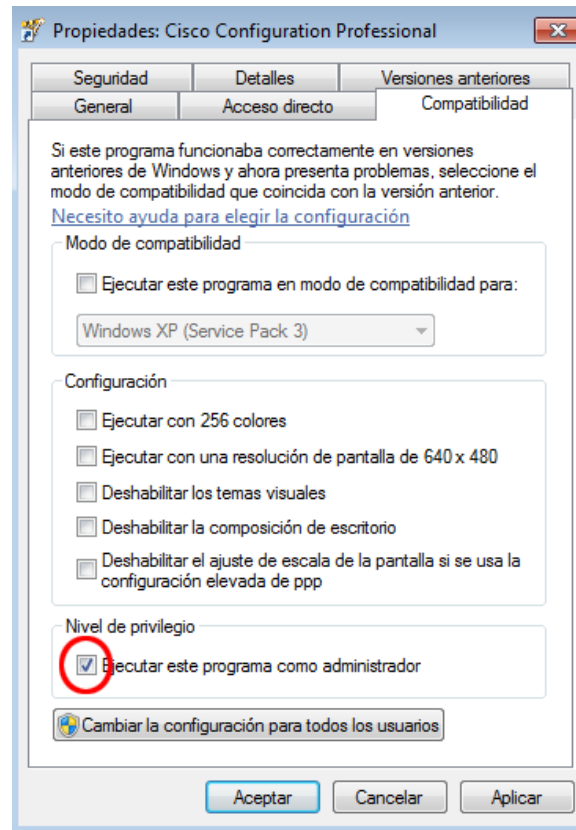 Propiedades: Cisco Configuration Professional
Seguridad Detalles Versiones anteriores
General Acceso directo Compatibilidad
Si este programa funcionaba correctamente en versiones
anteriores de Windows y ahora presenta problemas, seleccione el
modo de compatibilidad que coincida con la versión anterior.
Necesito ayuda para elegir la configuración
Modo de compatibilidad
Ejecutar este programa en modo de compatibilidad para:
Windows XP (Service Pack 3)
Configuración
Ejecutar con 256 colores
Ejecutar con una resolución de pantalla de 640 x 480
Deshabilitar los temas visuales
Deshabilitar la composición de escritorio
Deshabilitar el ajuste de escala de la pantalla si se usa la
configuración elevada de ppp
Nivel de privilegio
Ejecutar este programa como administrador
Cambiar la configuración para todos los usuarios
Aceptar Cancelar Aplicar